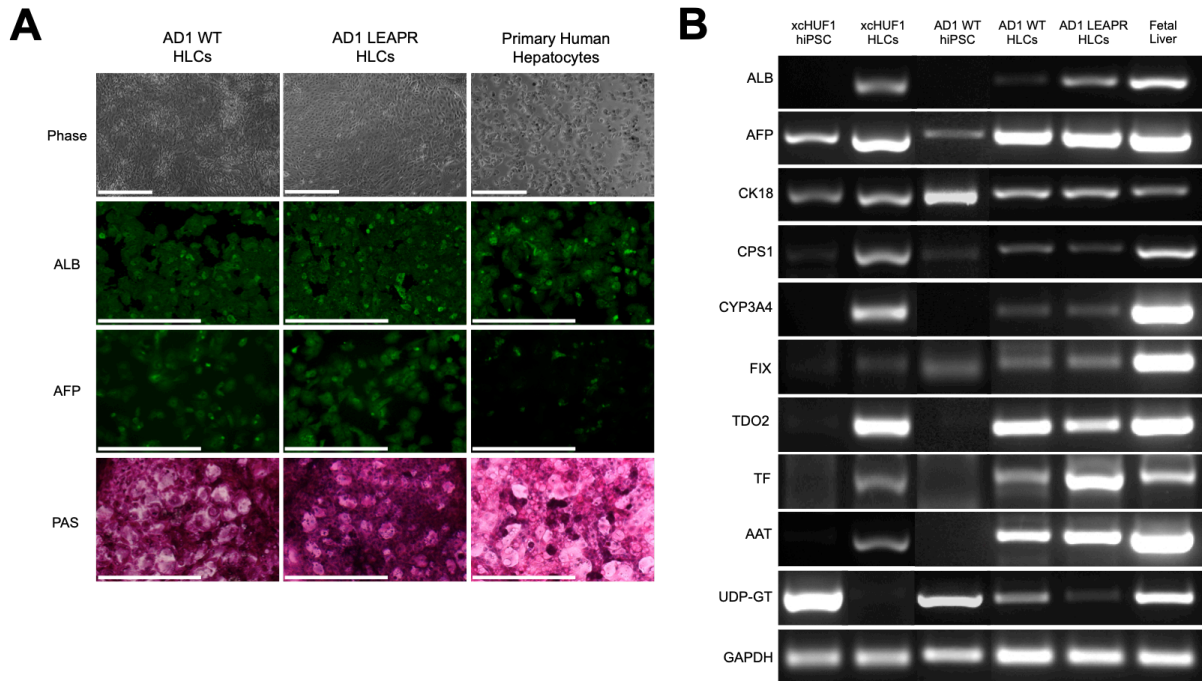 A
AD1 WT
HLCs
AD1 LEAPR
HLCs
Primary Human
Hepatocytes
Phase
ALB
AFP
PAS
B
xcHUF1
hiPSC
xcHUF1
HLCs
AD1 WT
hiPSC
AD1 WT
HLCs
AD1 LEAPR
HLCs
Fetal
Liver
ALB
AFP
CK18
CPS1
CYP3A4
FIX
TDO2
TF
AAT
UDP-GT
GAPDH